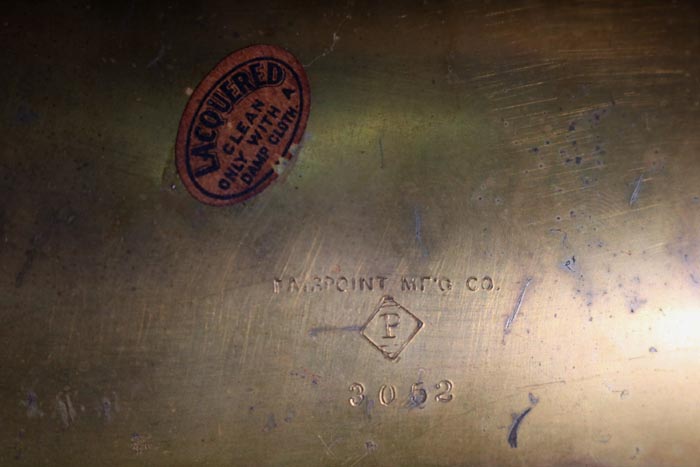 LACQUERED
CLEAN
ONLY WITH A
DAMP CLOTH.
PAIRPOINT MF'G CO.
P
3052